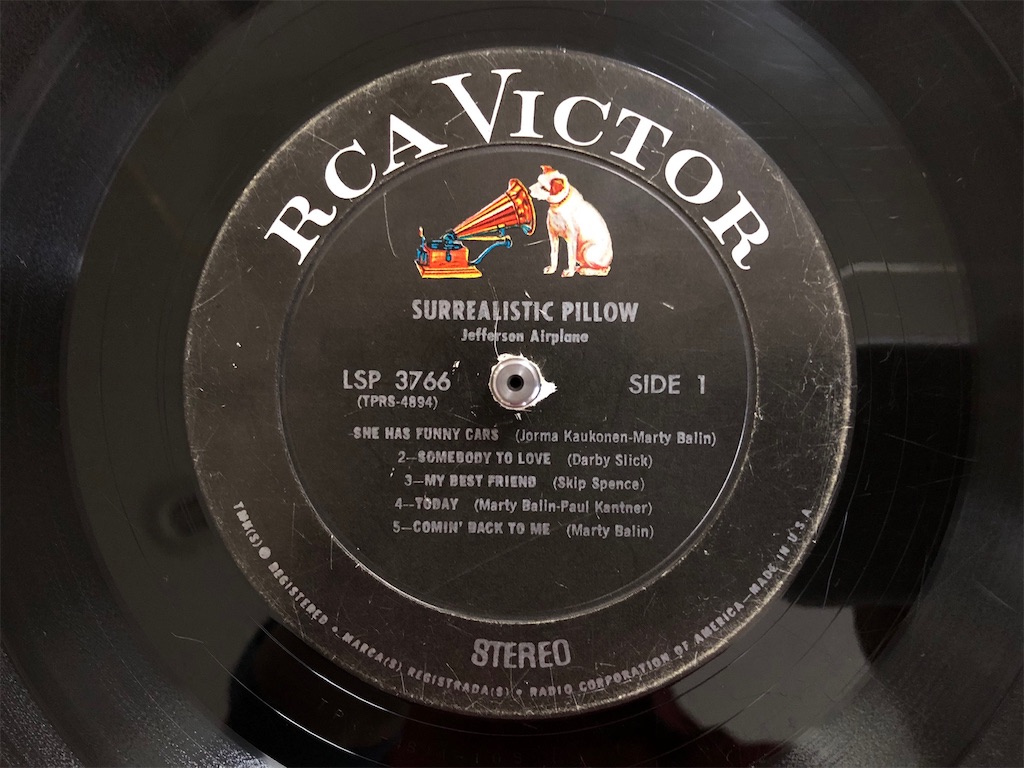 RCA VICTOR
SURREALISTIC PILLOW
Jefferson Airplane
LSP 3766
SIDE 1
(TPRS-4894)
SHE HAS FUNNY CARS (Jorma Kaukonen-Marty Balin)
2—SOMEBODY TO LOVE (Darby Slick)
3—MY BEST FRIEND (Skip Spence)
4—TODAY (Marty Balin-Paul Kantner)
5—COMIN' BACK TO ME (Marty Balin)
STEREO
TMK(S)® REGISTERED • MARCA(S) REGISTRADA(S) • RADIO CORPORATION OF AMERICA—MADE IN U.S.A.